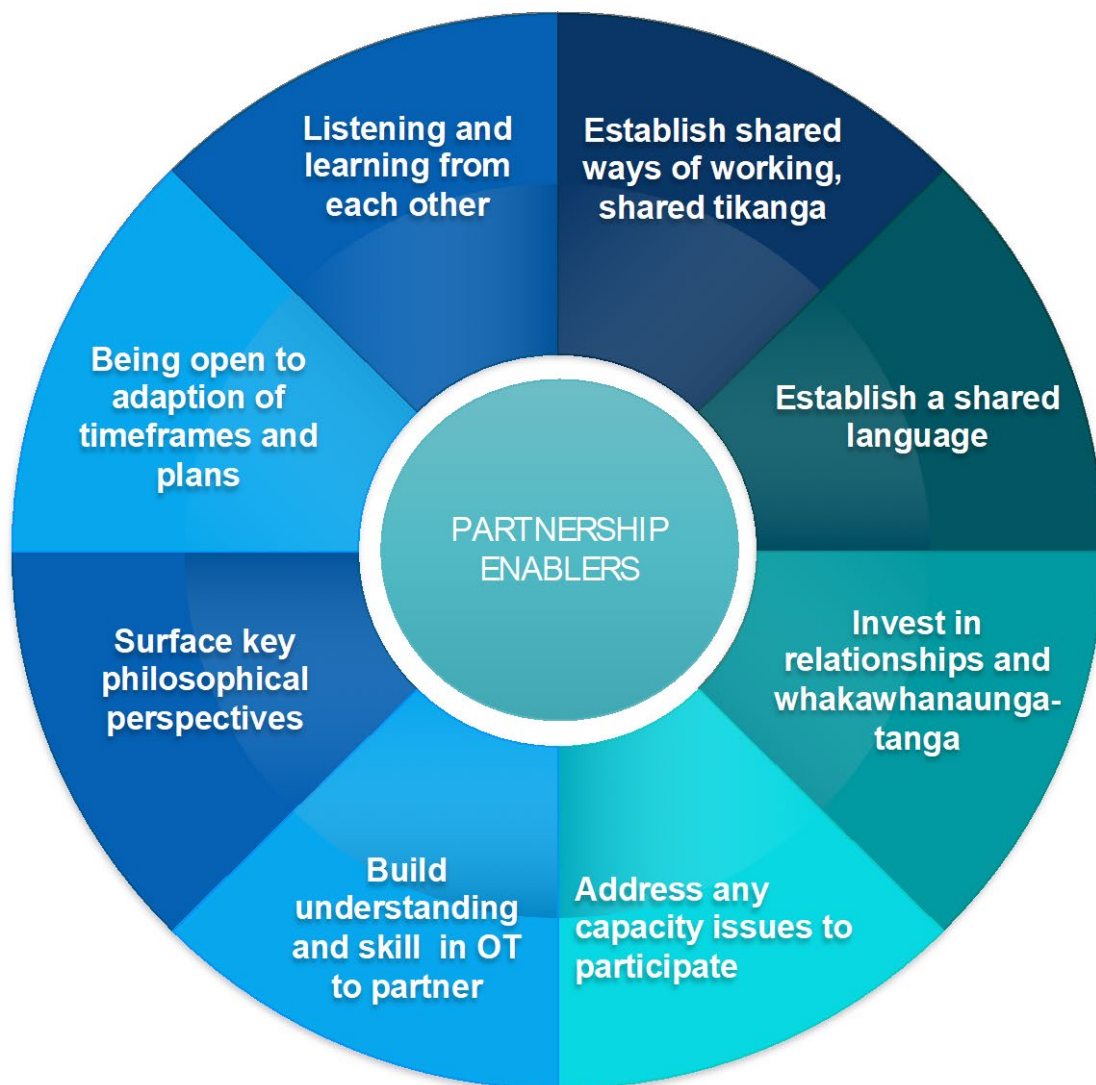 PARTNERSHIP
ENABLERS
Establish shared
ways of working,
shared tikanga
Establish a shared
language
Invest in
relationships and
whakawhanaunga-
tanga
Address any
capacity issues to
participate
Build
understanding
and skill in OT
to partner
Surface key
philosophical
perspectives
Being open to
adaption of
timeframes and
plans
Listening and
learning from
each other